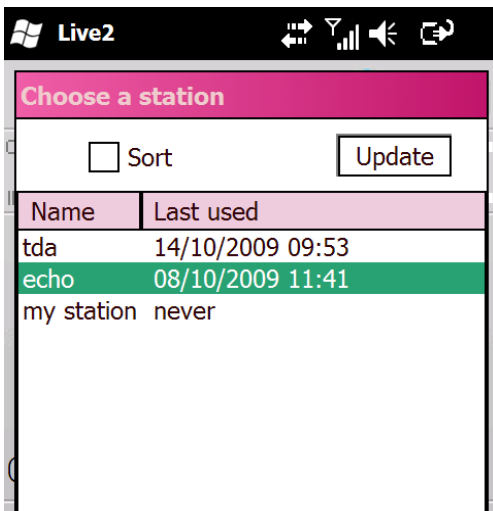 Live2
Choose a station
Sort Update
Name Last used
tda 14/10/2009 09:53
echo 08/10/2009 11:41
my station never